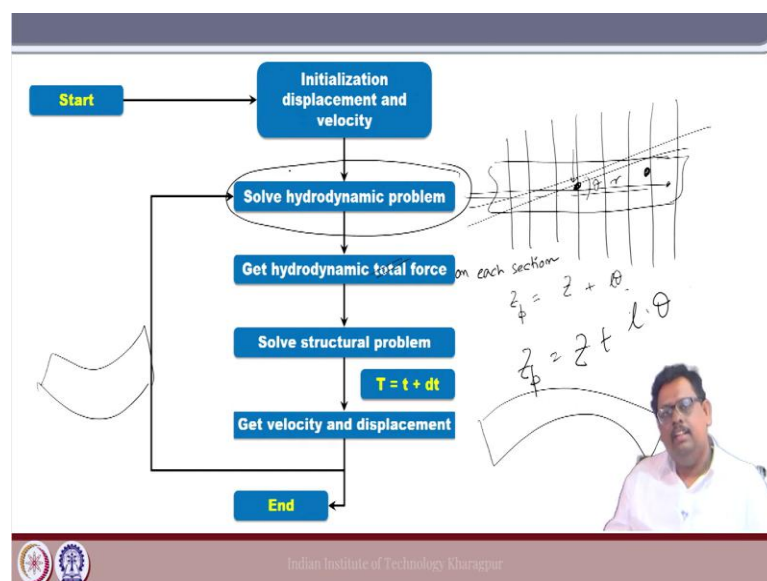 Start
Initialization
displacement and
velocity
Solve hydrodynamic problem
θ r
Get hydrodynamic total force on each section
Z_p = Z + lθ
Solve structural problem
Z_p = Z + l·θ
T = t + dt
Get velocity and displacement
End
Indian Institute of Technology Kharagpur